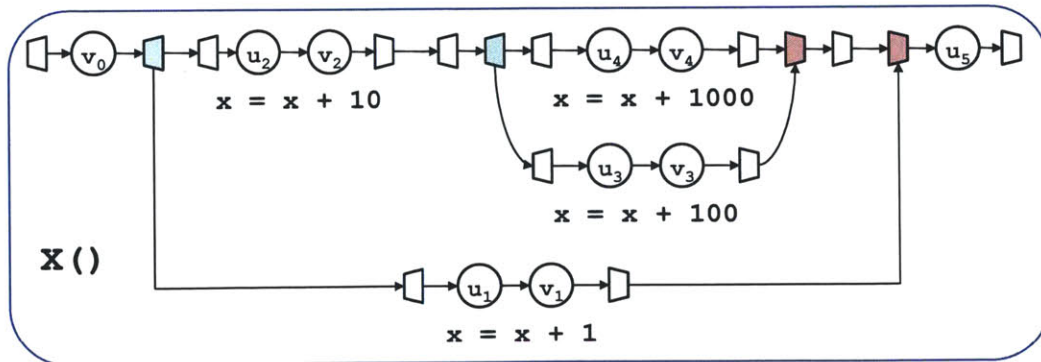 v0 u2 v2 u4 v4 u5
x = x + 10 x = x + 1000
u3 v3
x = x + 100
X()
u1 v1
x = x + 1